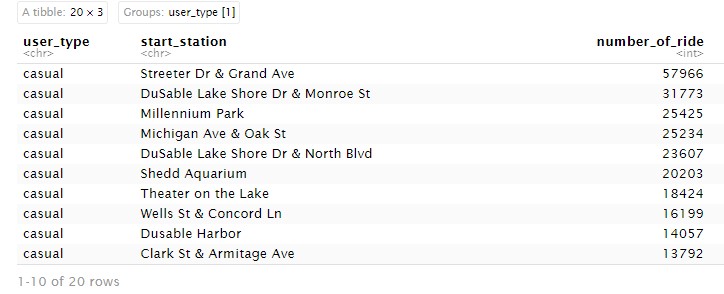 A tibble: 20 × 3 Groups: user_type [1]
user_type start_station number_of_ride
<chr> <chr> <int>
casual Streeter Dr & Grand Ave 57966
casual DuSable Lake Shore Dr & Monroe St 31773
casual Millennium Park 25425
casual Michigan Ave & Oak St 25234
casual DuSable Lake Shore Dr & North Blvd 23607
casual Shedd Aquarium 20203
casual Theater on the Lake 18424
casual Wells St & Concord Ln 16199
casual Dusable Harbor 14057
casual Clark St & Armitage Ave 13792
1-10 of 20 rows